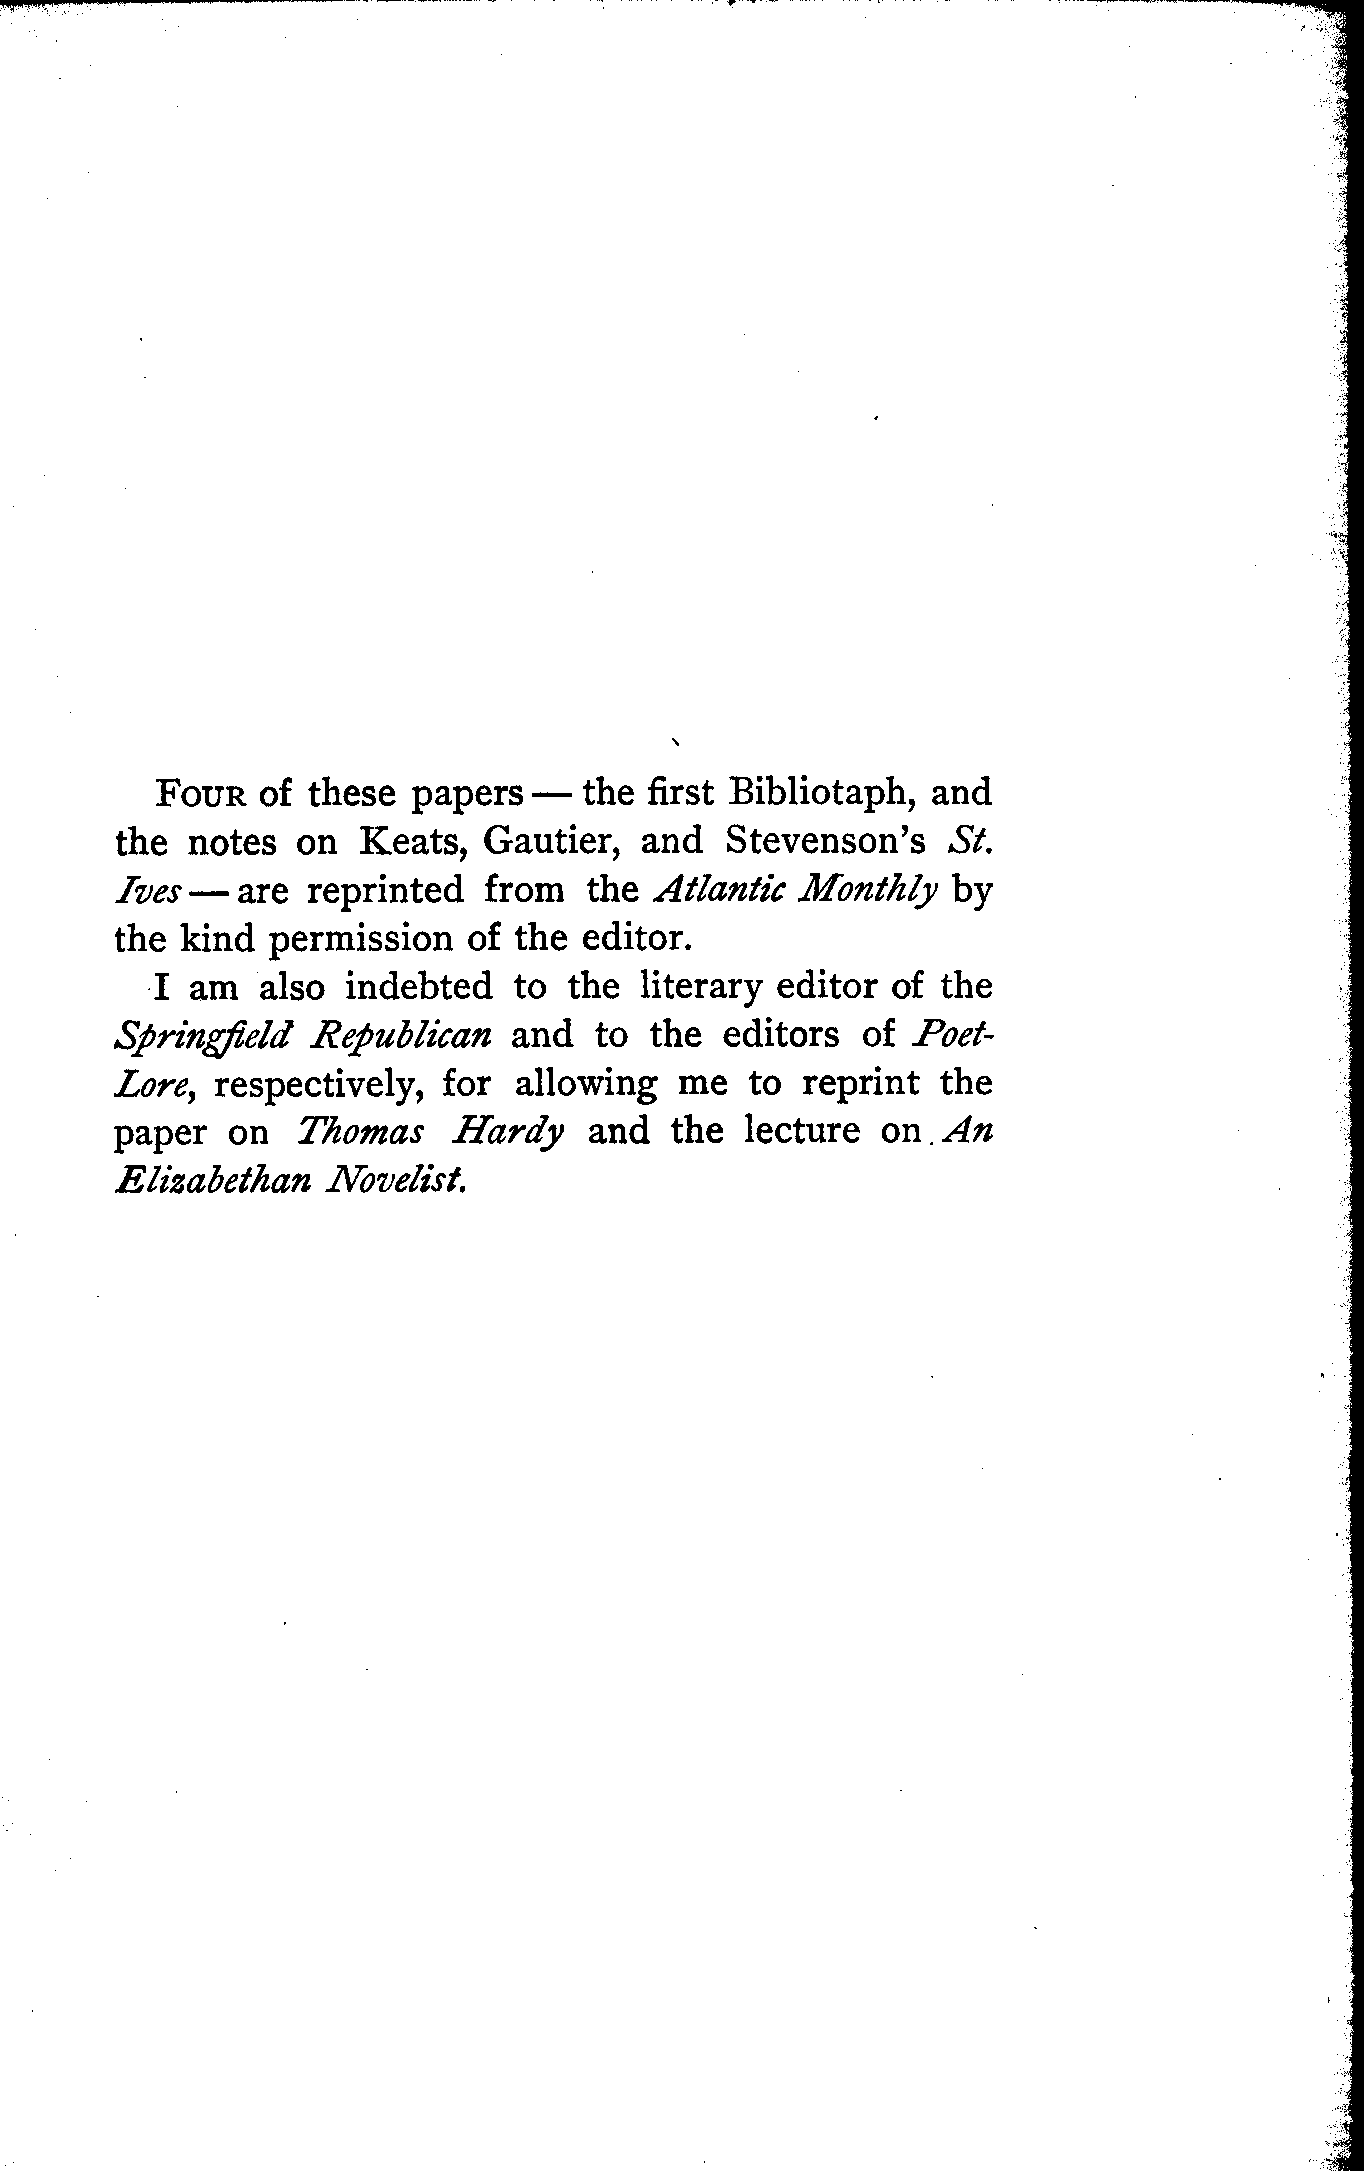 FOUR of these papers — the first Bibliotaph, and
the notes on Keats, Gautier, and Stevenson's St.
Ives — are reprinted from the Atlantic Monthly by
the kind permission of the editor.
I am also indebted to the literary editor of the
Springfield Republican and to the editors of Poet-
Lore, respectively, for allowing me to reprint the
paper on Thomas Hardy and the lecture on An
Elizabethan Novelist.